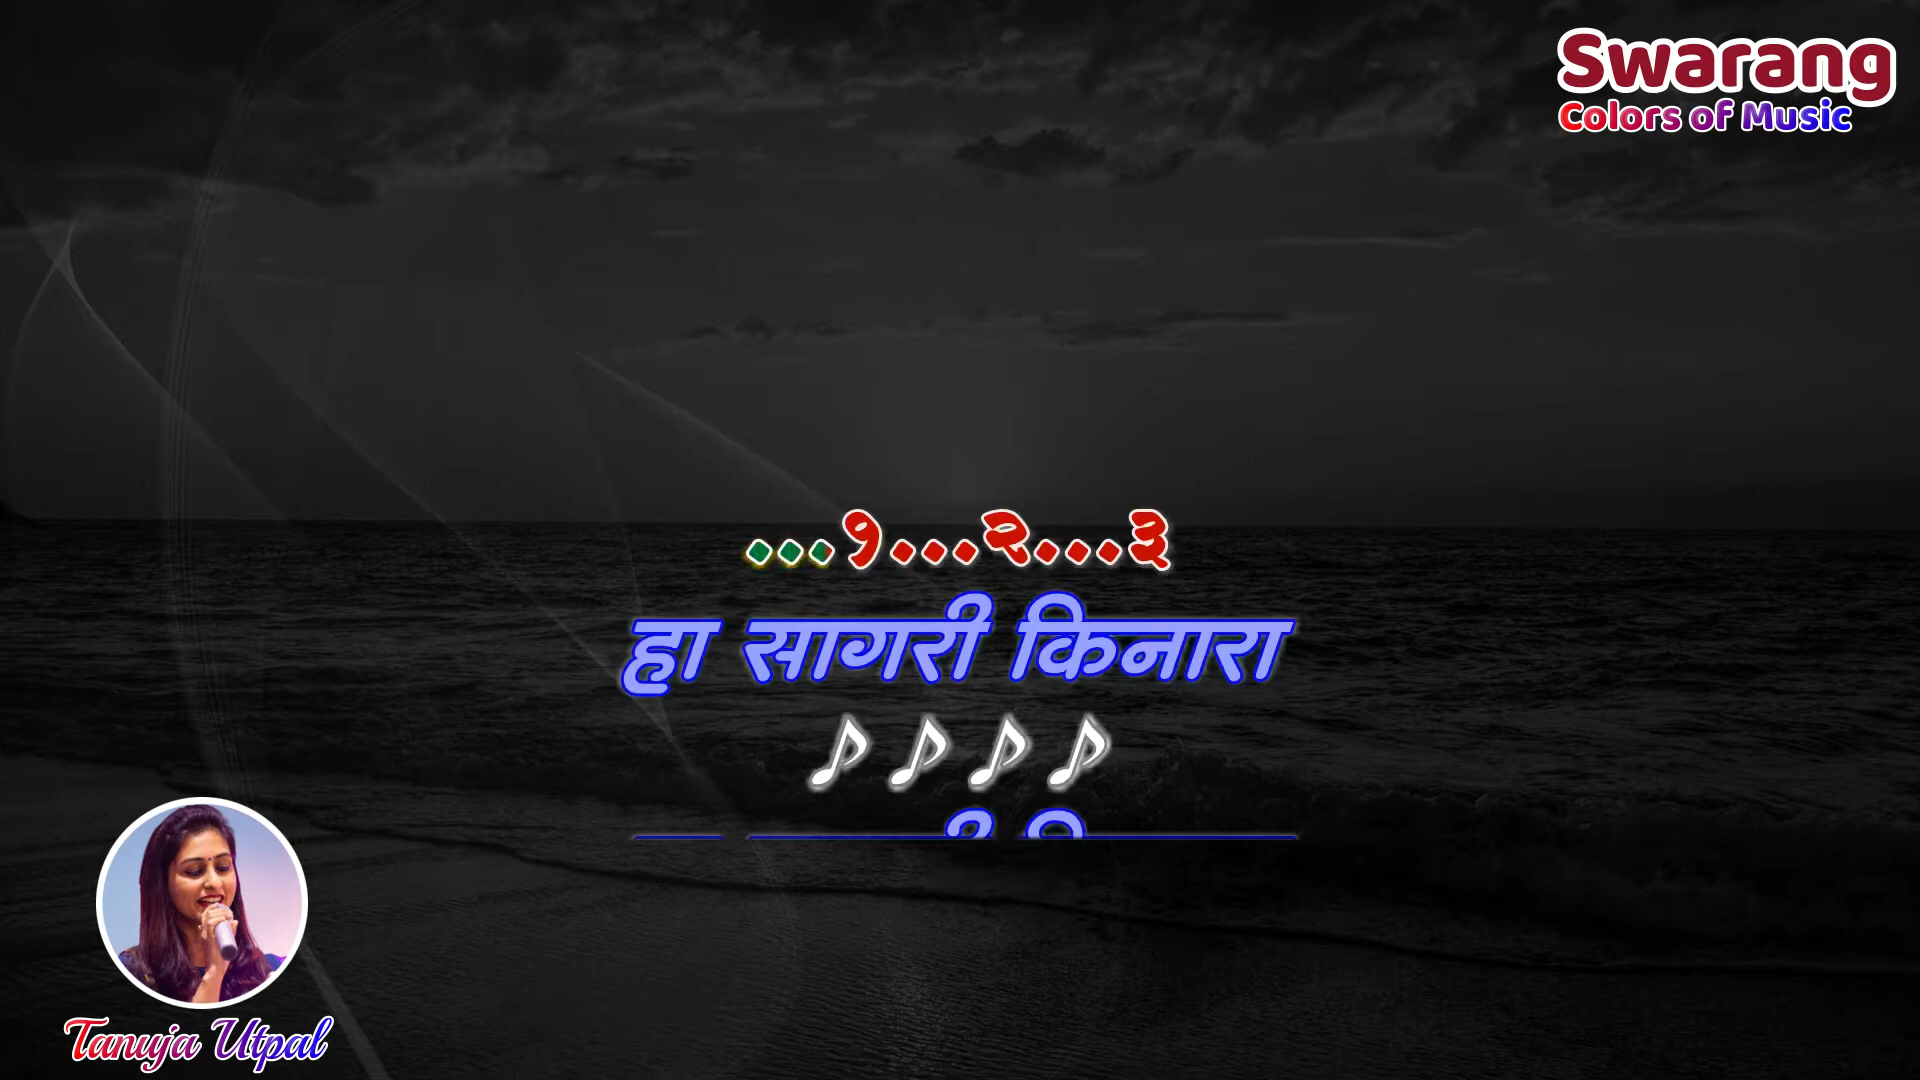 Swarang
Colors of Music
...१...२...३
हा सागरी किनारा
♪ ♪ ♪ ♪
Tanuja Utpal